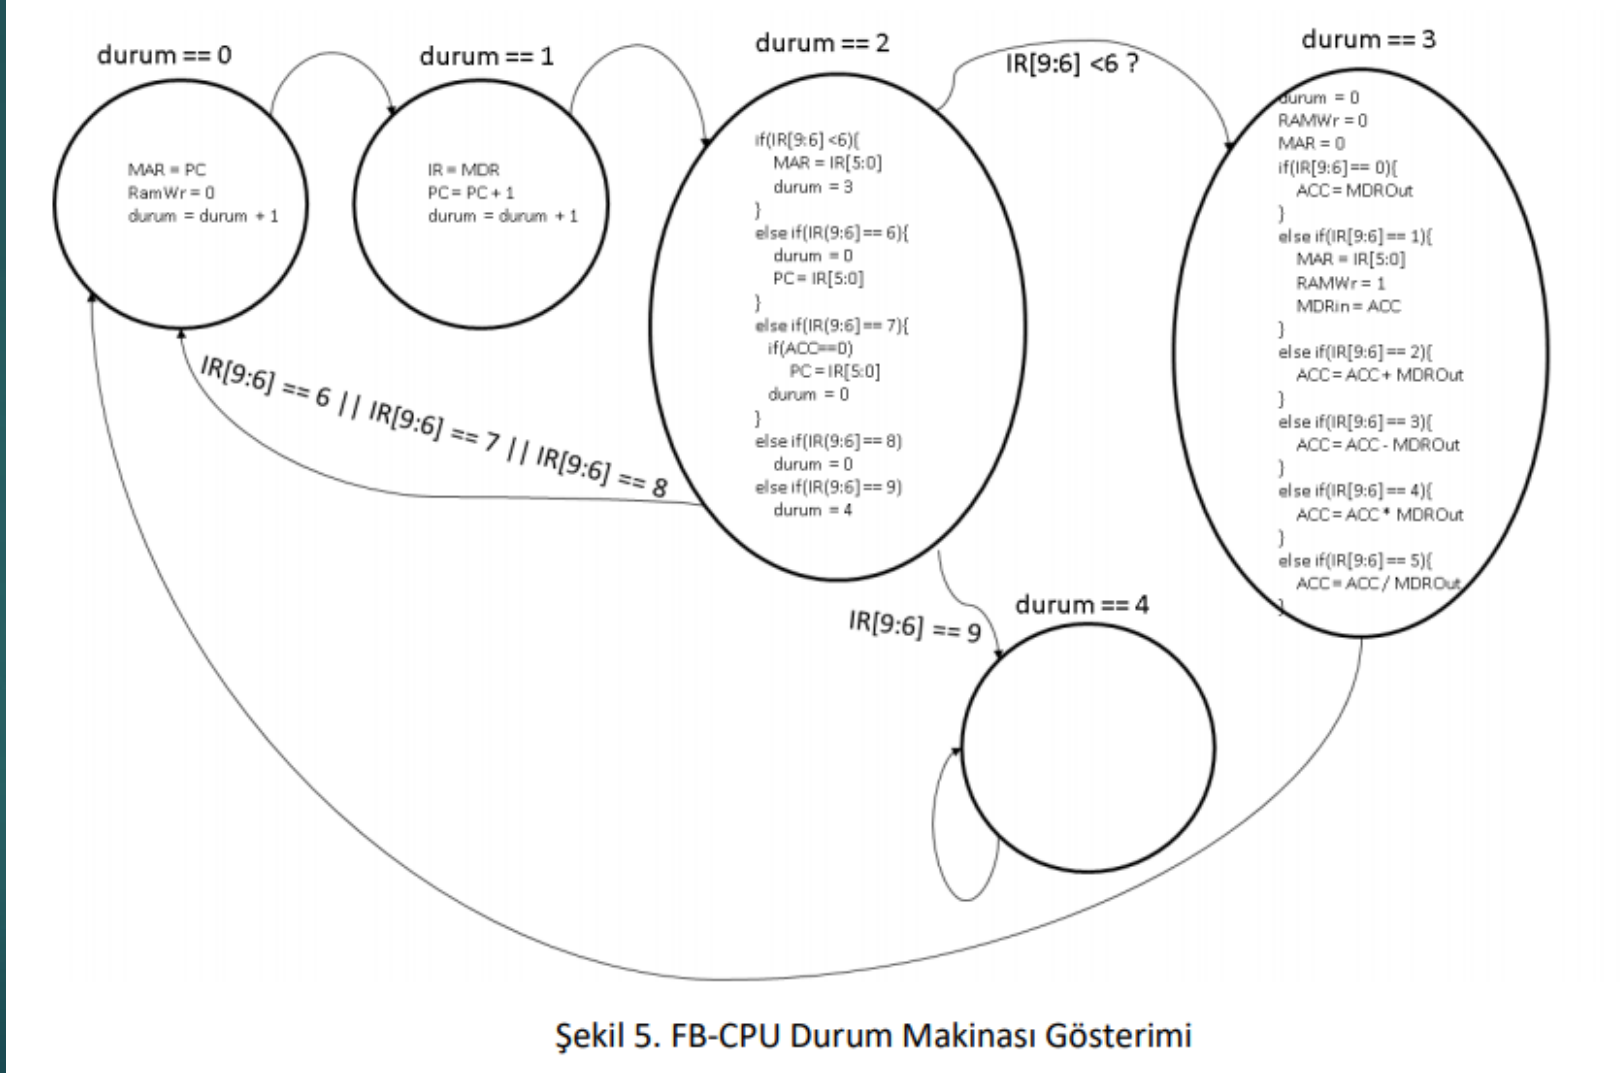 durum == 0
MAR = PC
RamWr = 0
durum = durum + 1
durum == 1
IR = MDR
PC = PC + 1
durum = durum + 1
durum == 2
if(IR[9:6] <6){
MAR = IR[5:0]
durum = 3
}
else if(IR(9:6] == 6){
durum = 0
PC = IR[5:0]
}
else if(IR(9:6] == 7){
if(ACC==0)
PC = IR[5:0]
durum = 0
}
else if(IR(9:6] == 8)
durum = 0
else if(IR(9:6] == 9)
durum = 4
IR[9:6] <6 ?
durum == 3
durum = 0
RAMWr = 0
MAR = 0
if(IR[9:6] == 0){
ACC = MDROut
}
else if(IR[9:6] == 1){
MAR = IR[5:0]
RAMWr = 1
MDRin = ACC
}
else if(IR[9:6] == 2){
ACC = ACC + MDROut
}
else if(IR[9:6] == 3){
ACC = ACC - MDROut
}
else if(IR[9:6] == 4){
ACC = ACC * MDROut
}
else if(IR[9:6] == 5){
ACC = ACC / MDROut
}
IR[9:6] == 6 || IR[9:6] == 7 || IR[9:6] == 8
IR[9:6] == 9
durum == 4
Şekil 5. FB-CPU Durum Makinası Gösterimi